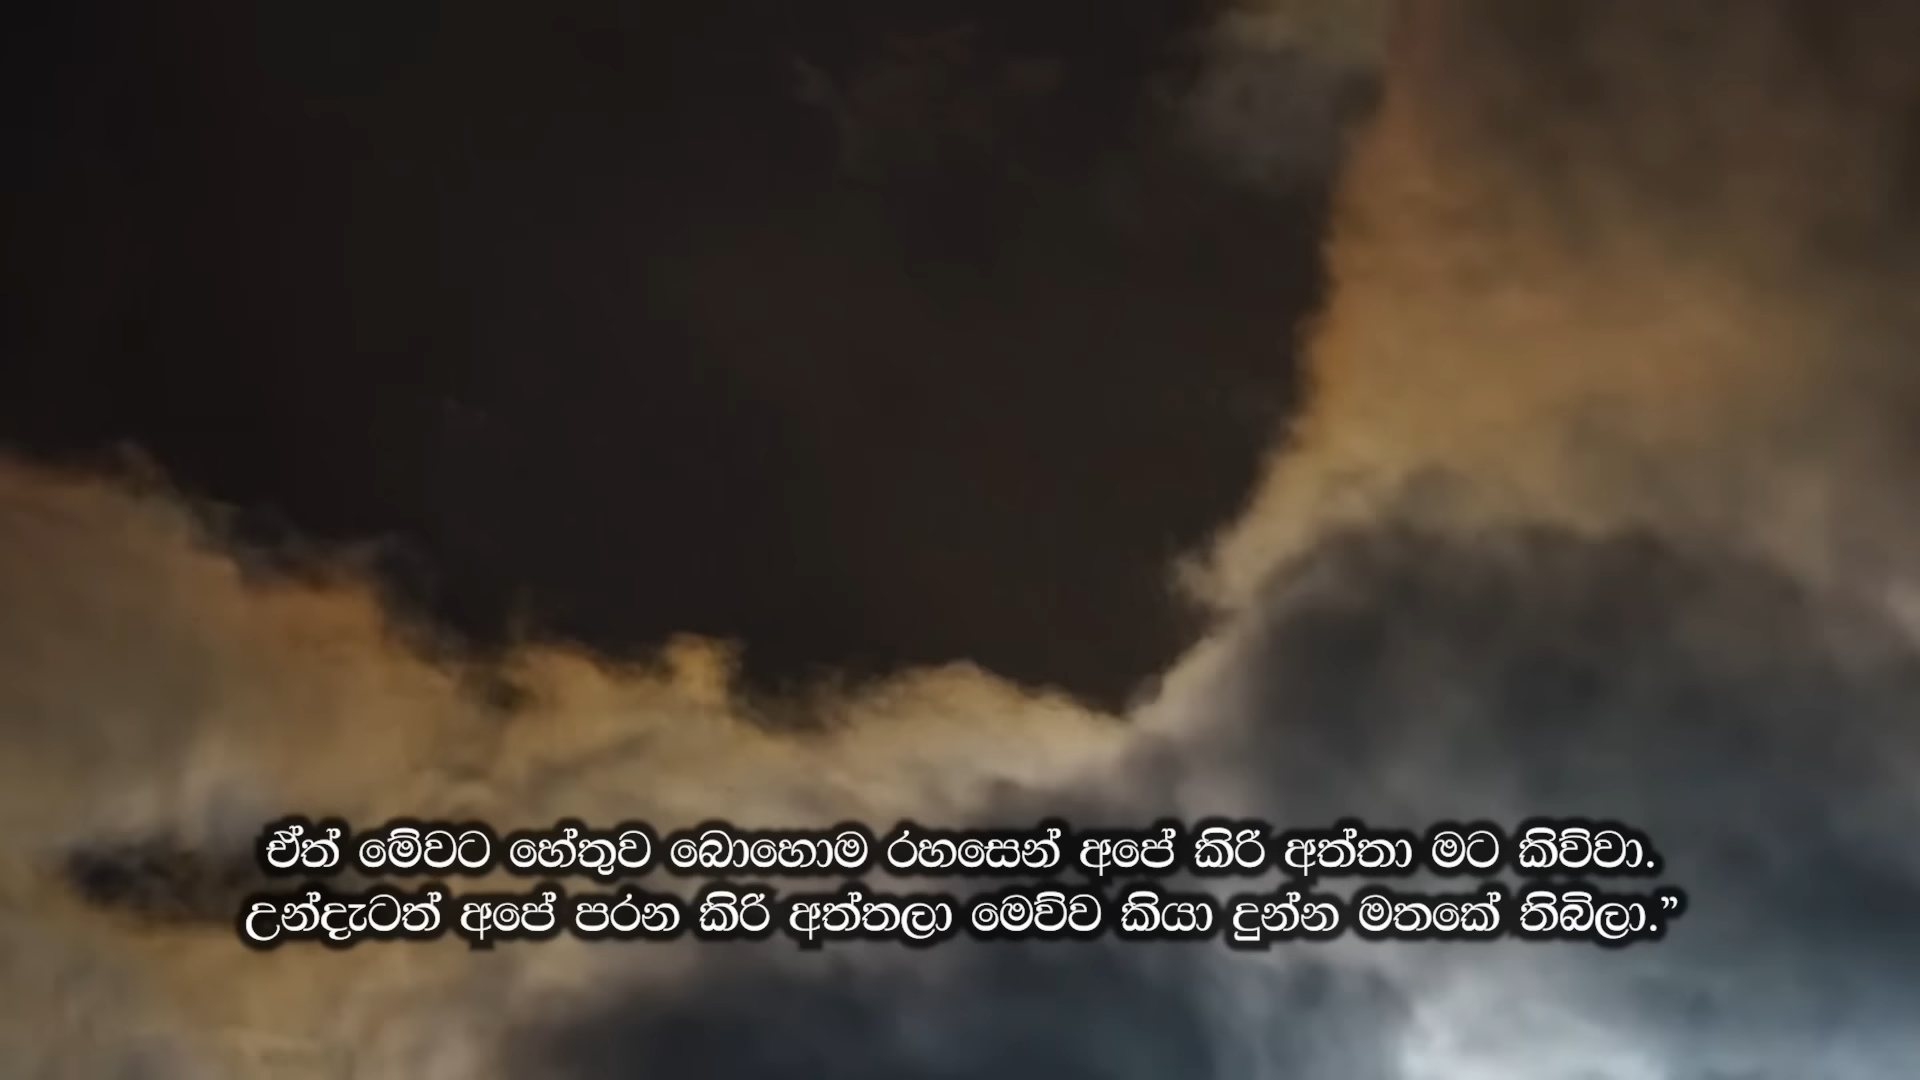 ඒත් මේවට හේතුව බොහොම රහසෙන් අපේ කිරි අත්තා මට කිව්වා.
උන්දැටත් අපේ පරන කිරි අත්තලා මෙව්ව කියා දුන්න මතකේ තිබිලා.”